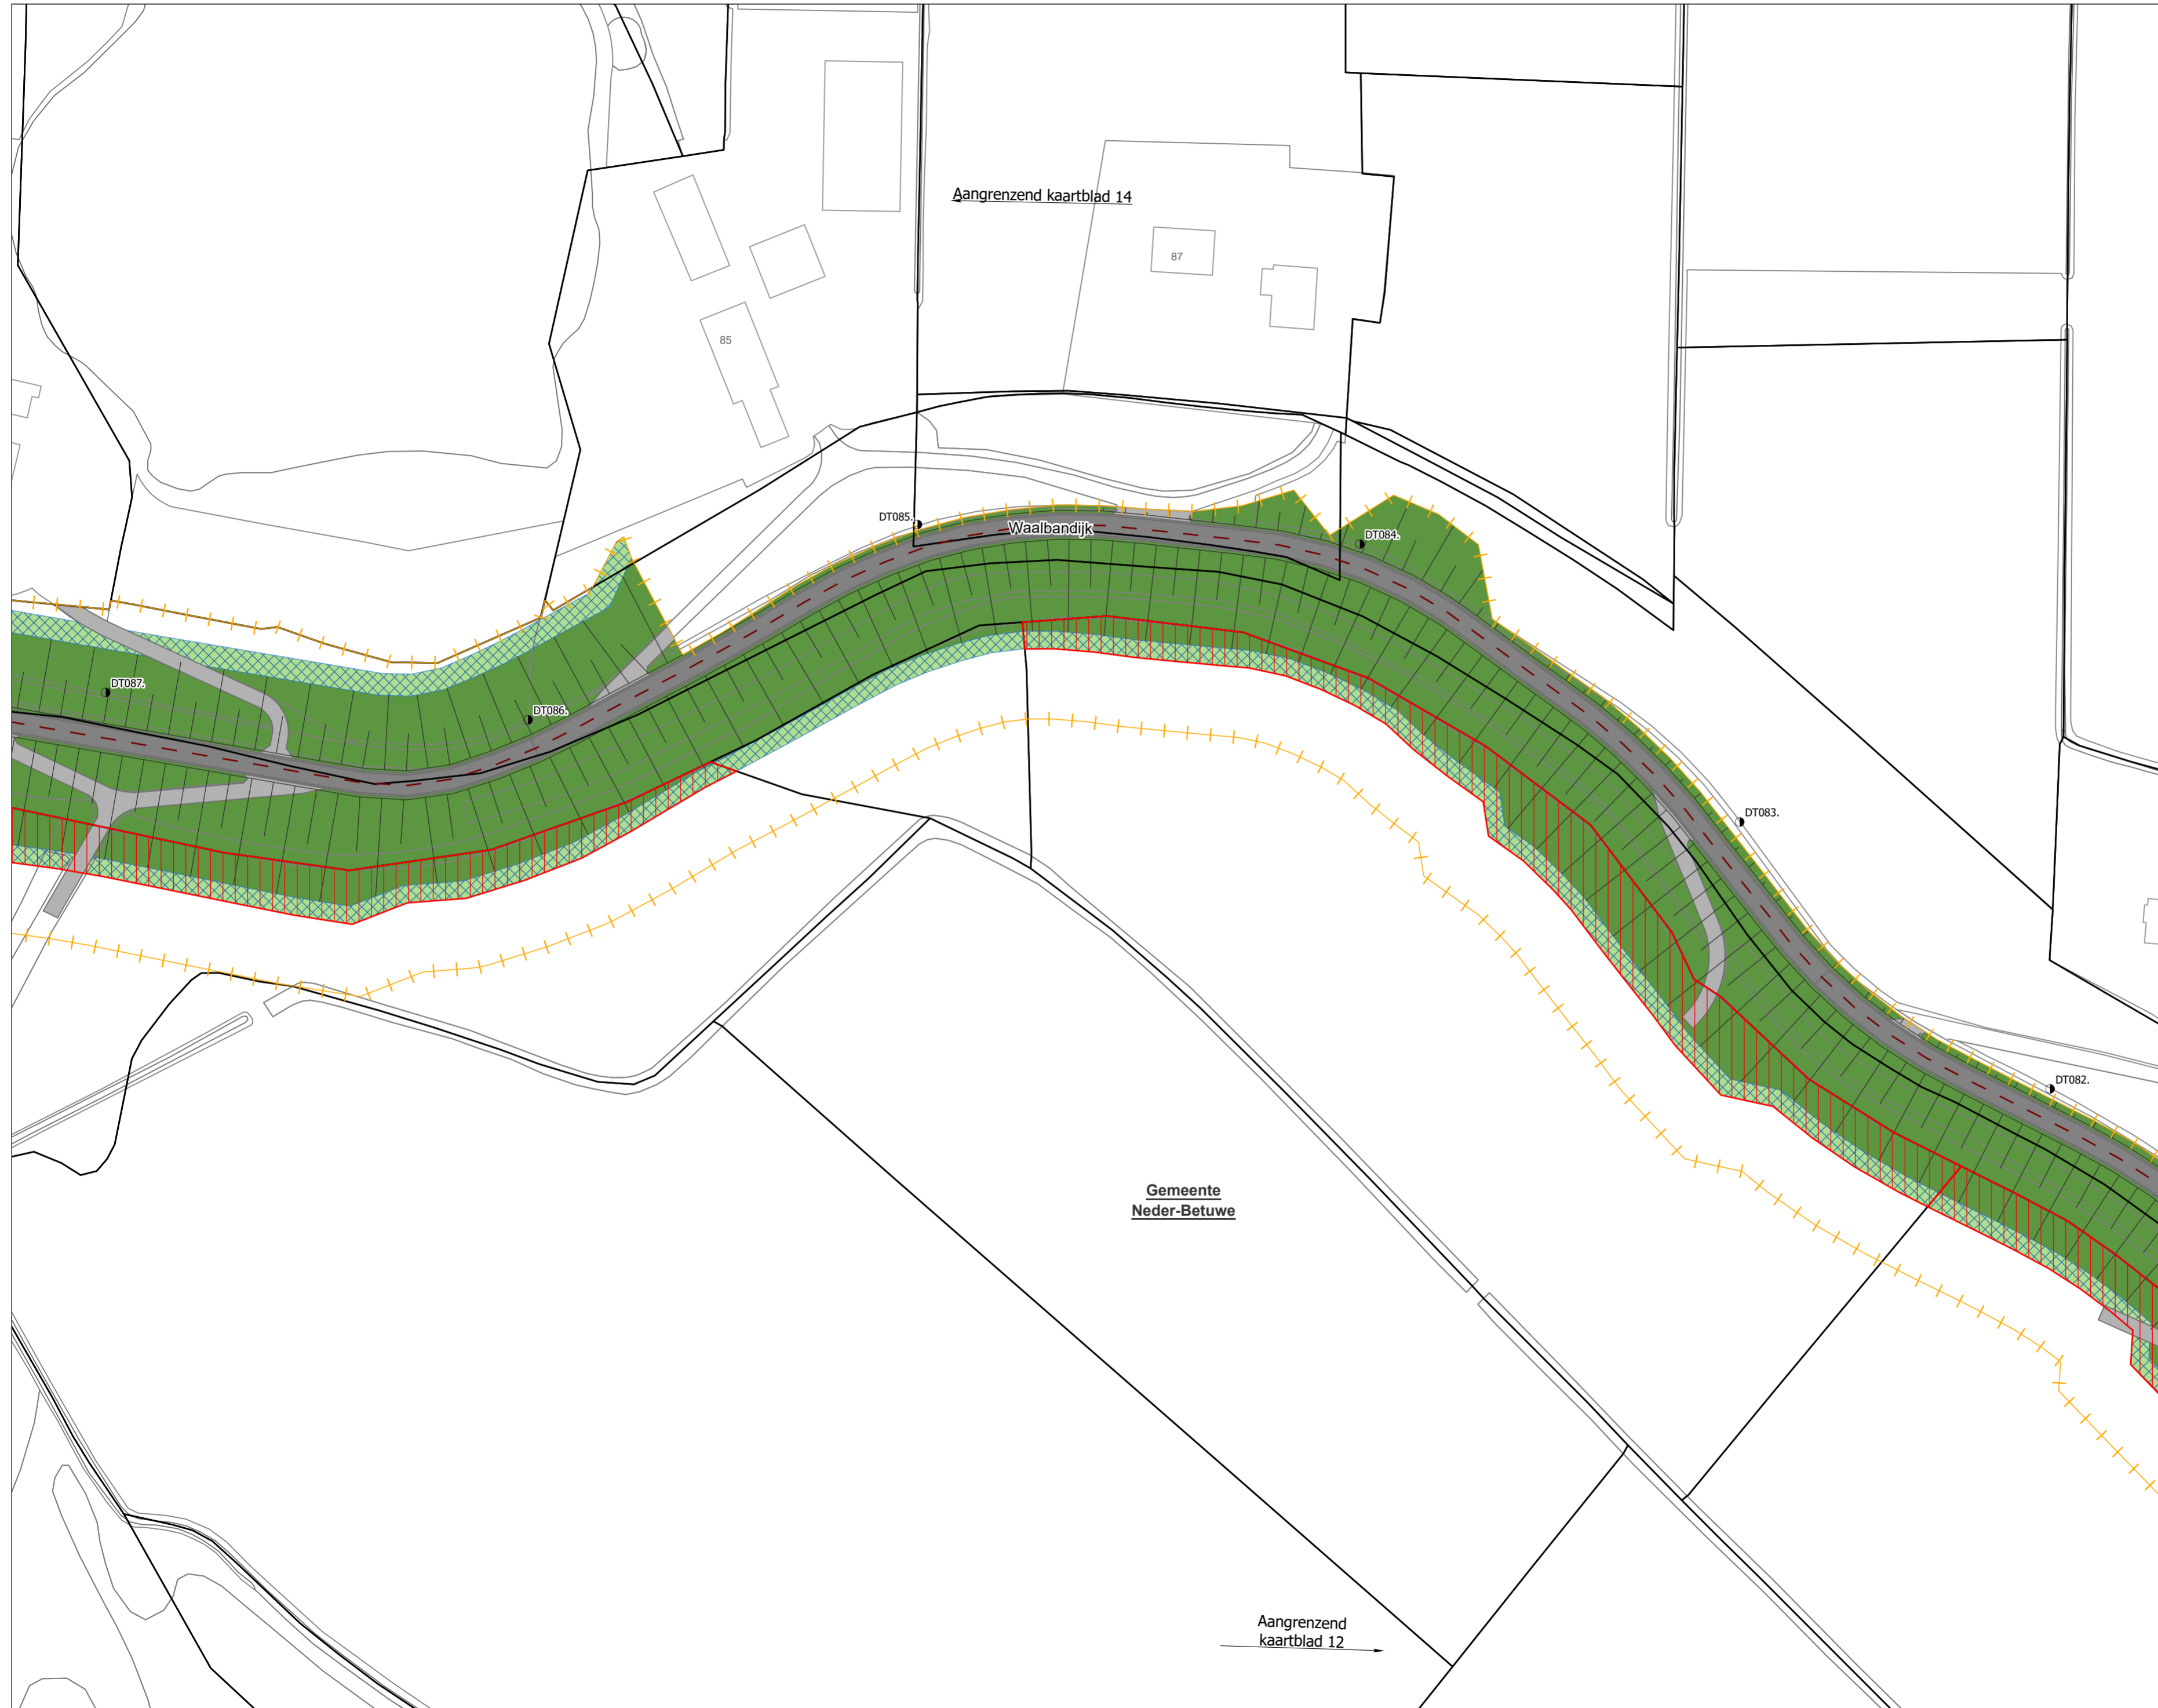 Aangrenzend kaartblad 14
87
85
DT085.
Waalbandijk
DT084.
DT087.
DT086.
DT083.
DT082.
Gemeente
Neder-Betuwe
Aangrenzend
kaartblad 12